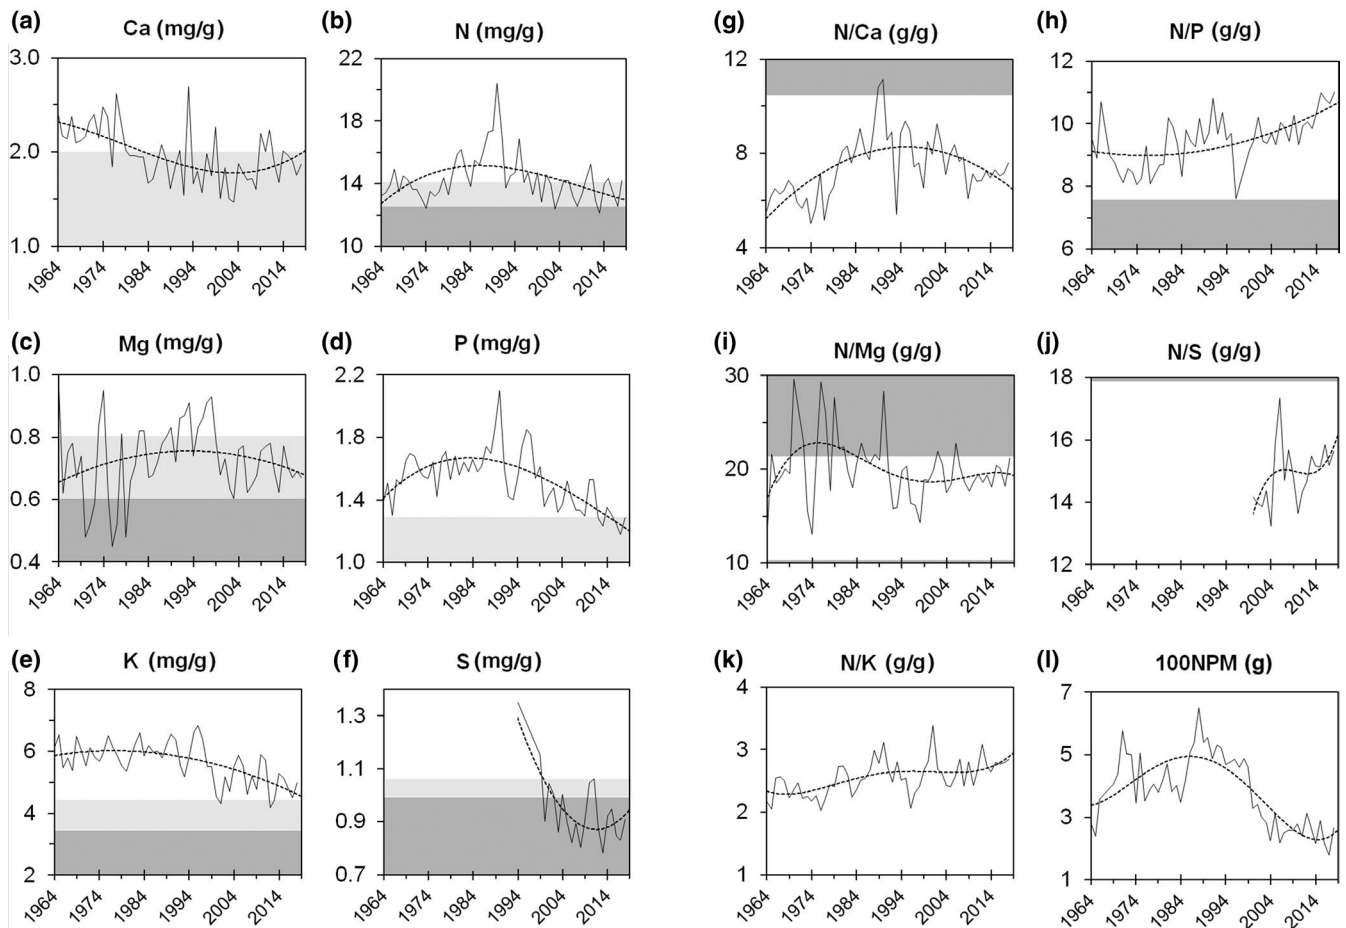 (a) Ca (mg/g)
3.0
2.0
1.0
1964 1974 1984 1994 2004 2014
(b) N (mg/g)
22
18
14
10
1964 1974 1984 1994 2004 2014
(g) N/Ca (g/g)
12
8
4
1964 1974 1984 1994 2004 2014
(h) N/P (g/g)
12
10
8
6
1964 1974 1984 1994 2004 2014
(c) Mg (mg/g)
1.0
0.8
0.6
0.4
1964 1974 1984 1994 2004 2014
(d) P (mg/g)
2.2
1.8
1.4
1.0
1964 1974 1984 1994 2004 2014
(i) N/Mg (g/g)
30
20
10
1964 1974 1984 1994 2004 2014
(j) N/S (g/g)
18
16
14
12
1964 1974 1984 1994 2004 2014
(e) K (mg/g)
8
6
4
2
1964 1974 1984 1994 2004 2014
(f) S (mg/g)
1.3
1.1
0.9
0.7
1964 1974 1984 1994 2004 2014
(k) N/K (g/g)
4
3
2
1
1964 1974 1984 1994 2004 2014
(l) 100NPM (g)
7
5
3
1
1964 1974 1984 1994 2004 2014